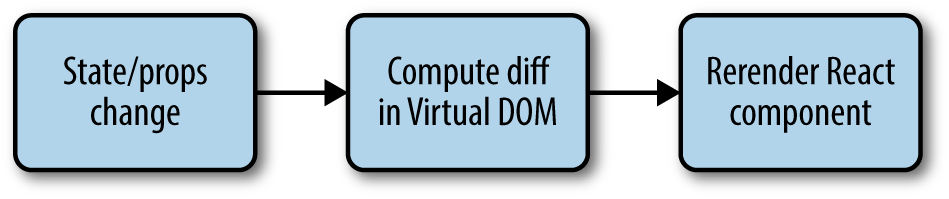 State/props
change
Compute diff
in Virtual DOM
Rerender React
component